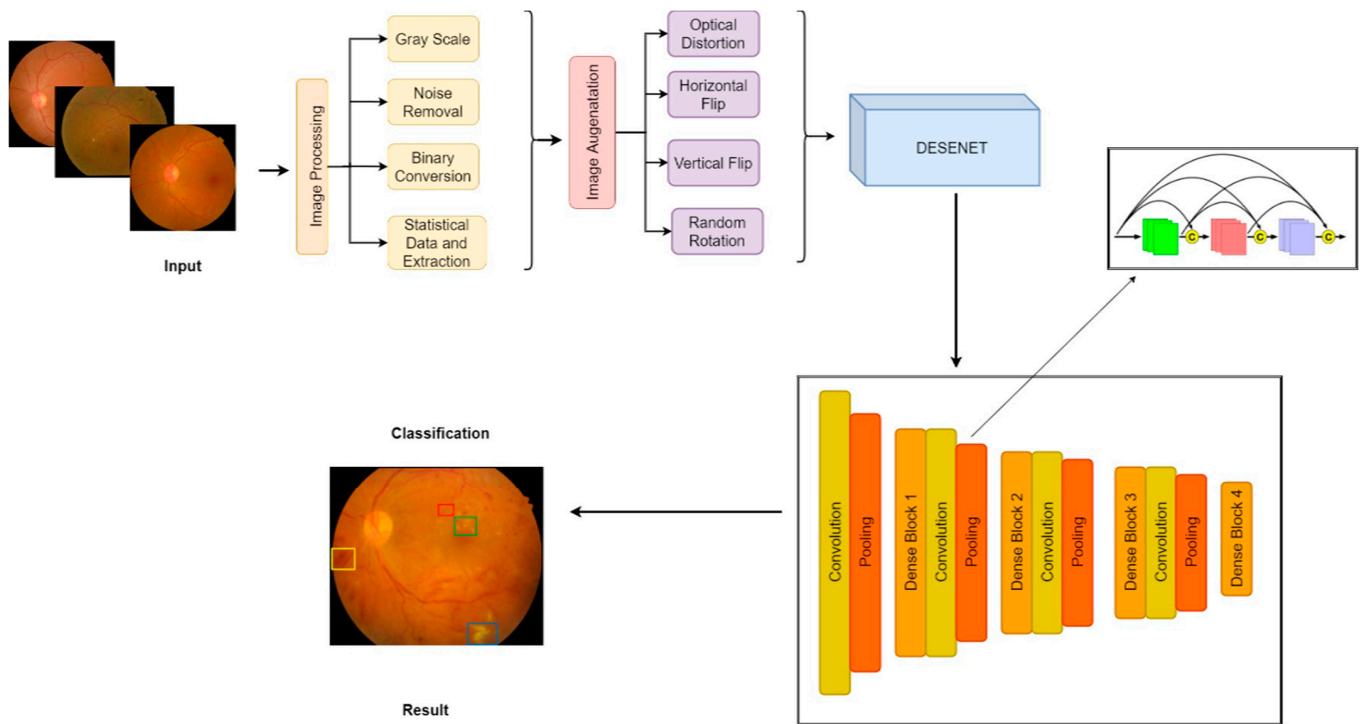 Input
Image Processing
Gray Scale
Noise
Removal
Binary
Conversion
Statistical
Data and
Extraction
Image Augenatation
Optical
Distortion
Horizontal
Flip
Vertical Flip
Random
Rotation
DESENET
C
C
C
Convolution
Pooling
Dense Block 1
Convolution
Pooling
Dense Block 2
Convolution
Pooling
Dense Block 3
Convolution
Pooling
Dense Block 4
Classification
Result